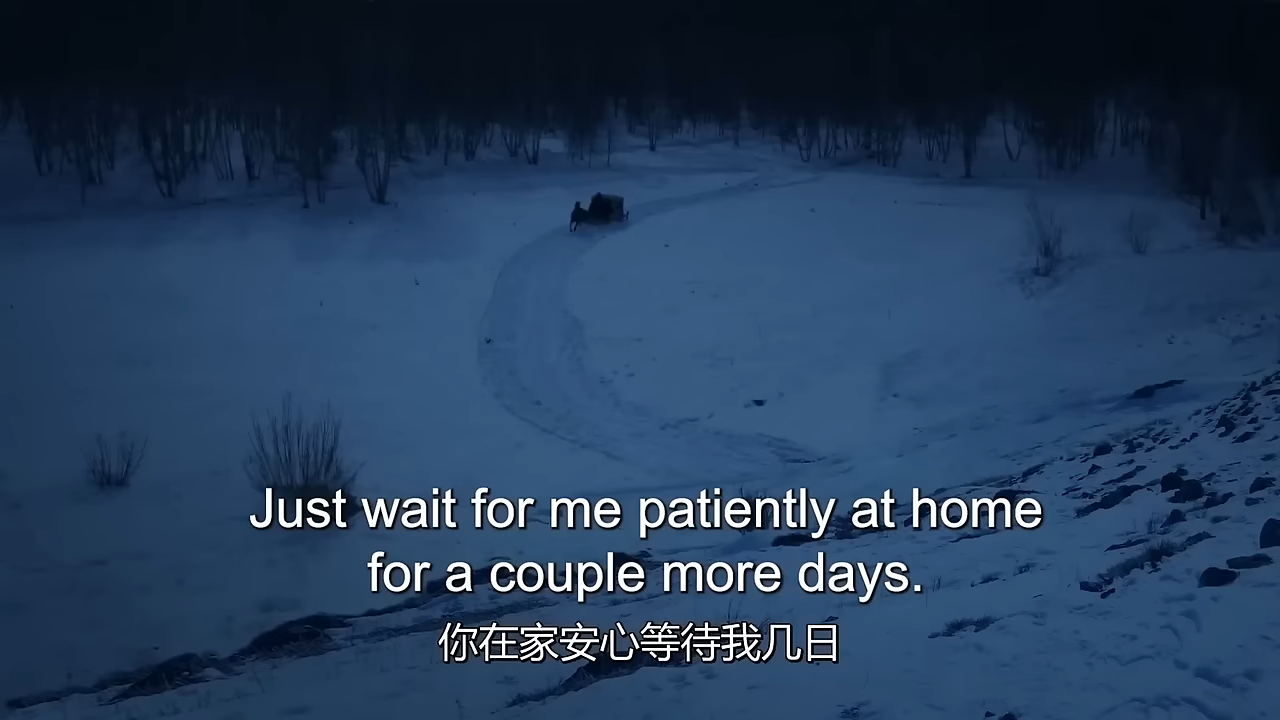 Just wait for me patiently at home
for a couple more days.
你在家安心等待我几日